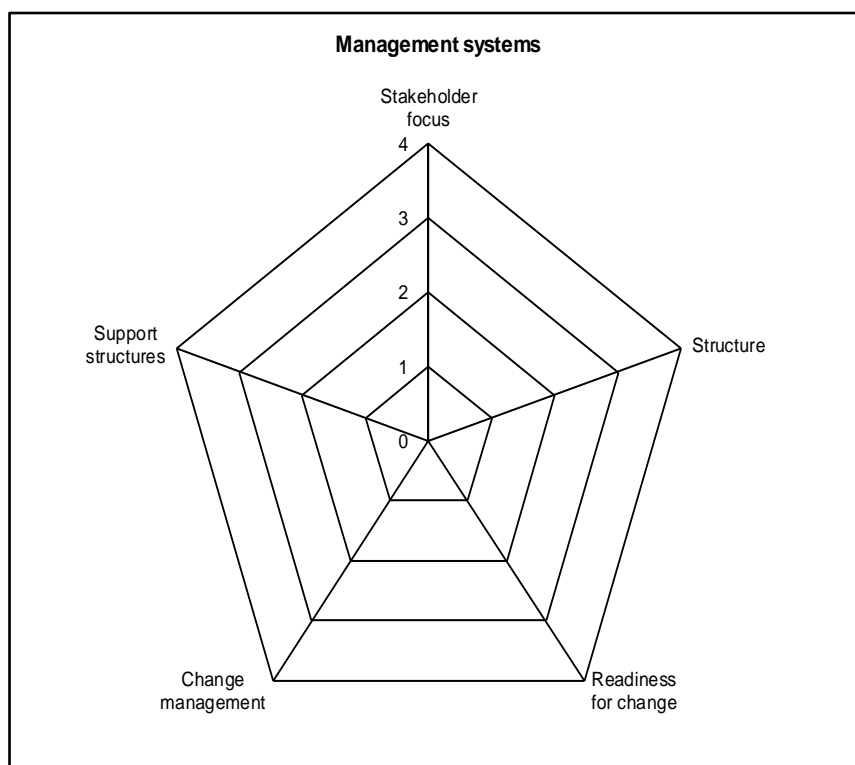 Management systems
Stakeholder
focus
4
3
2
1
0
Support
structures
Structure
Change
management
Readiness
for change